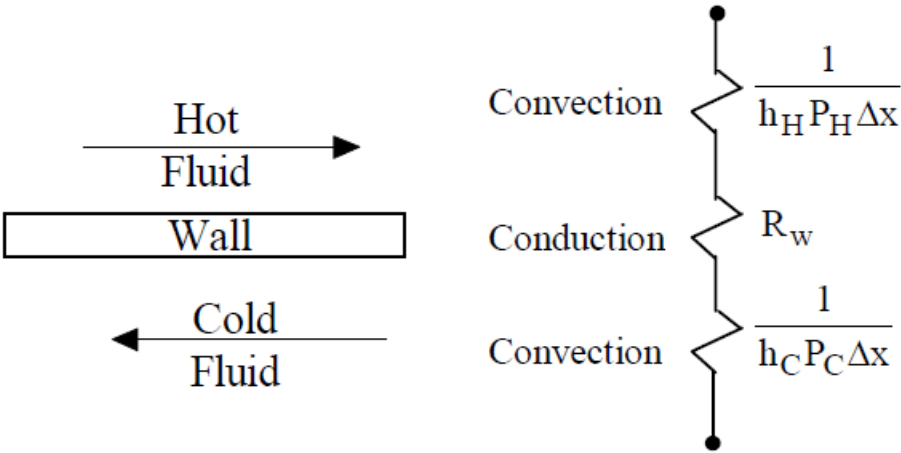 Hot
Fluid
Wall
Cold
Fluid
Convection
1
h_H P_H Δx
Conduction
R_w
Convection
1
h_C P_C Δx